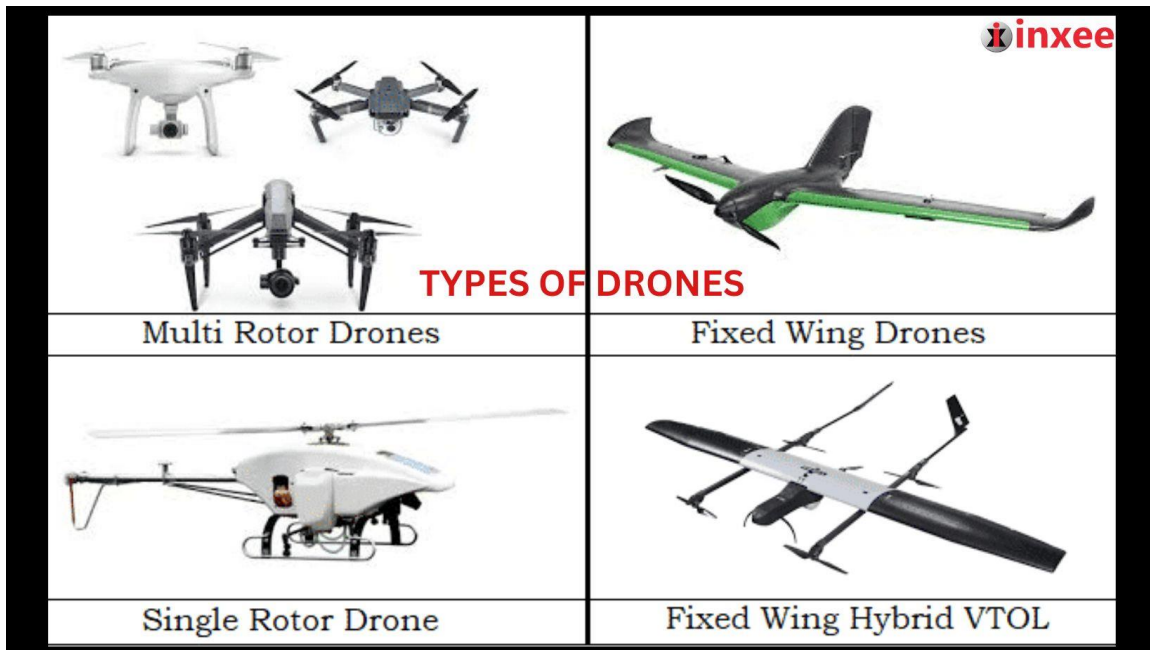 inxee
TYPES OF DRONES
Multi Rotor Drones
Fixed Wing Drones
Single Rotor Drone
Fixed Wing Hybrid VTOL